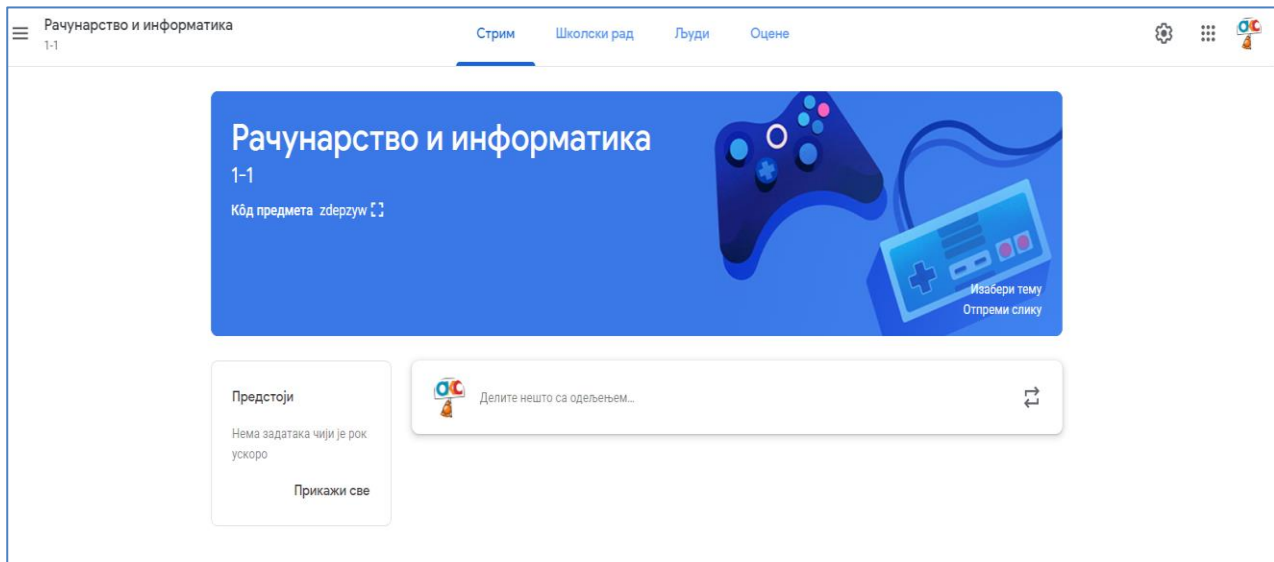 Рачунарство и информатика
1-1
Стрим Школски рад Људи Оцене
Рачунарство и информатика
1-1
Кôд предмета zdepzyw
Изабери тему
Отпреми слику
Предстоји
Нема задатака чији је рок
ускоро
Прикажи све
Делите нешто са одељењем...